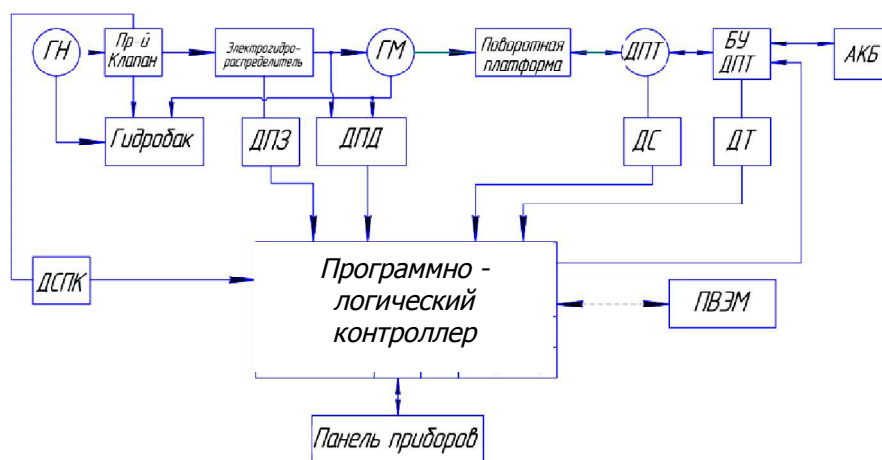 ГН
Пр-й
Клапан
Электрогидро-
распределитель
ГМ
Поворотная
платформа
ДПТ
БУ
ДПТ
АКБ
Гидробак
ДПЗ
ДПД
ДС
ДТ
ДСПК
Программно -
логический
контроллер
ПВЭМ
Панель приборов